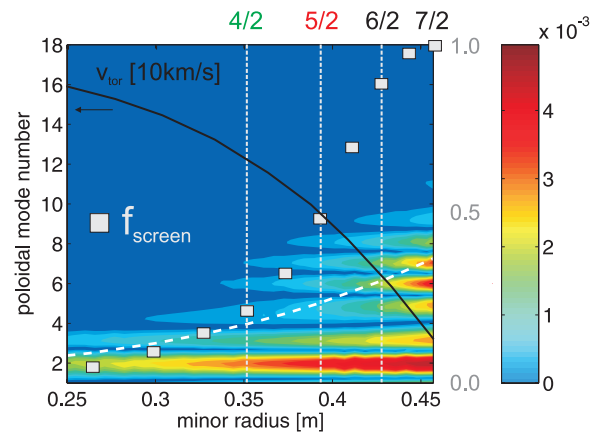 4/2 5/2 6/2 7/2
x 10⁻³
18 1.0 5
v_tor [10km/s]
16
14 4
12
poloidal mode number
10 3
f_screen 0.5
8 2
6
4 1
2 0.0 0
0.25 0.3 0.35 0.4 0.45
minor radius [m]